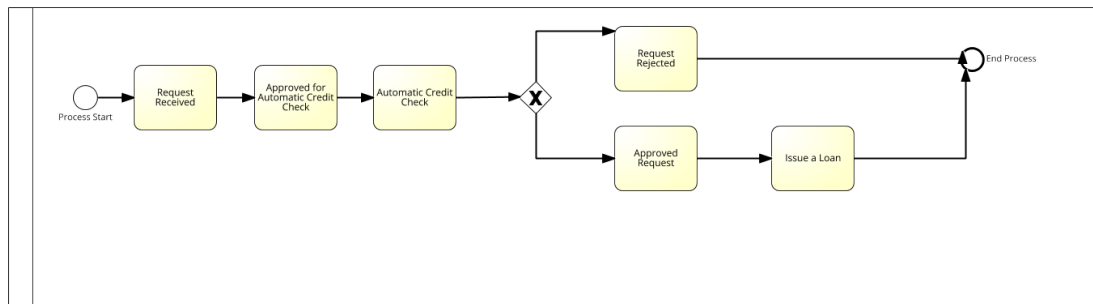 Request
Rejected
End Process
Request
Received
Approved for
Automatic Credit
Check
Automatic Credit
Check
X
Process Start
Approved
Request
Issue a Loan